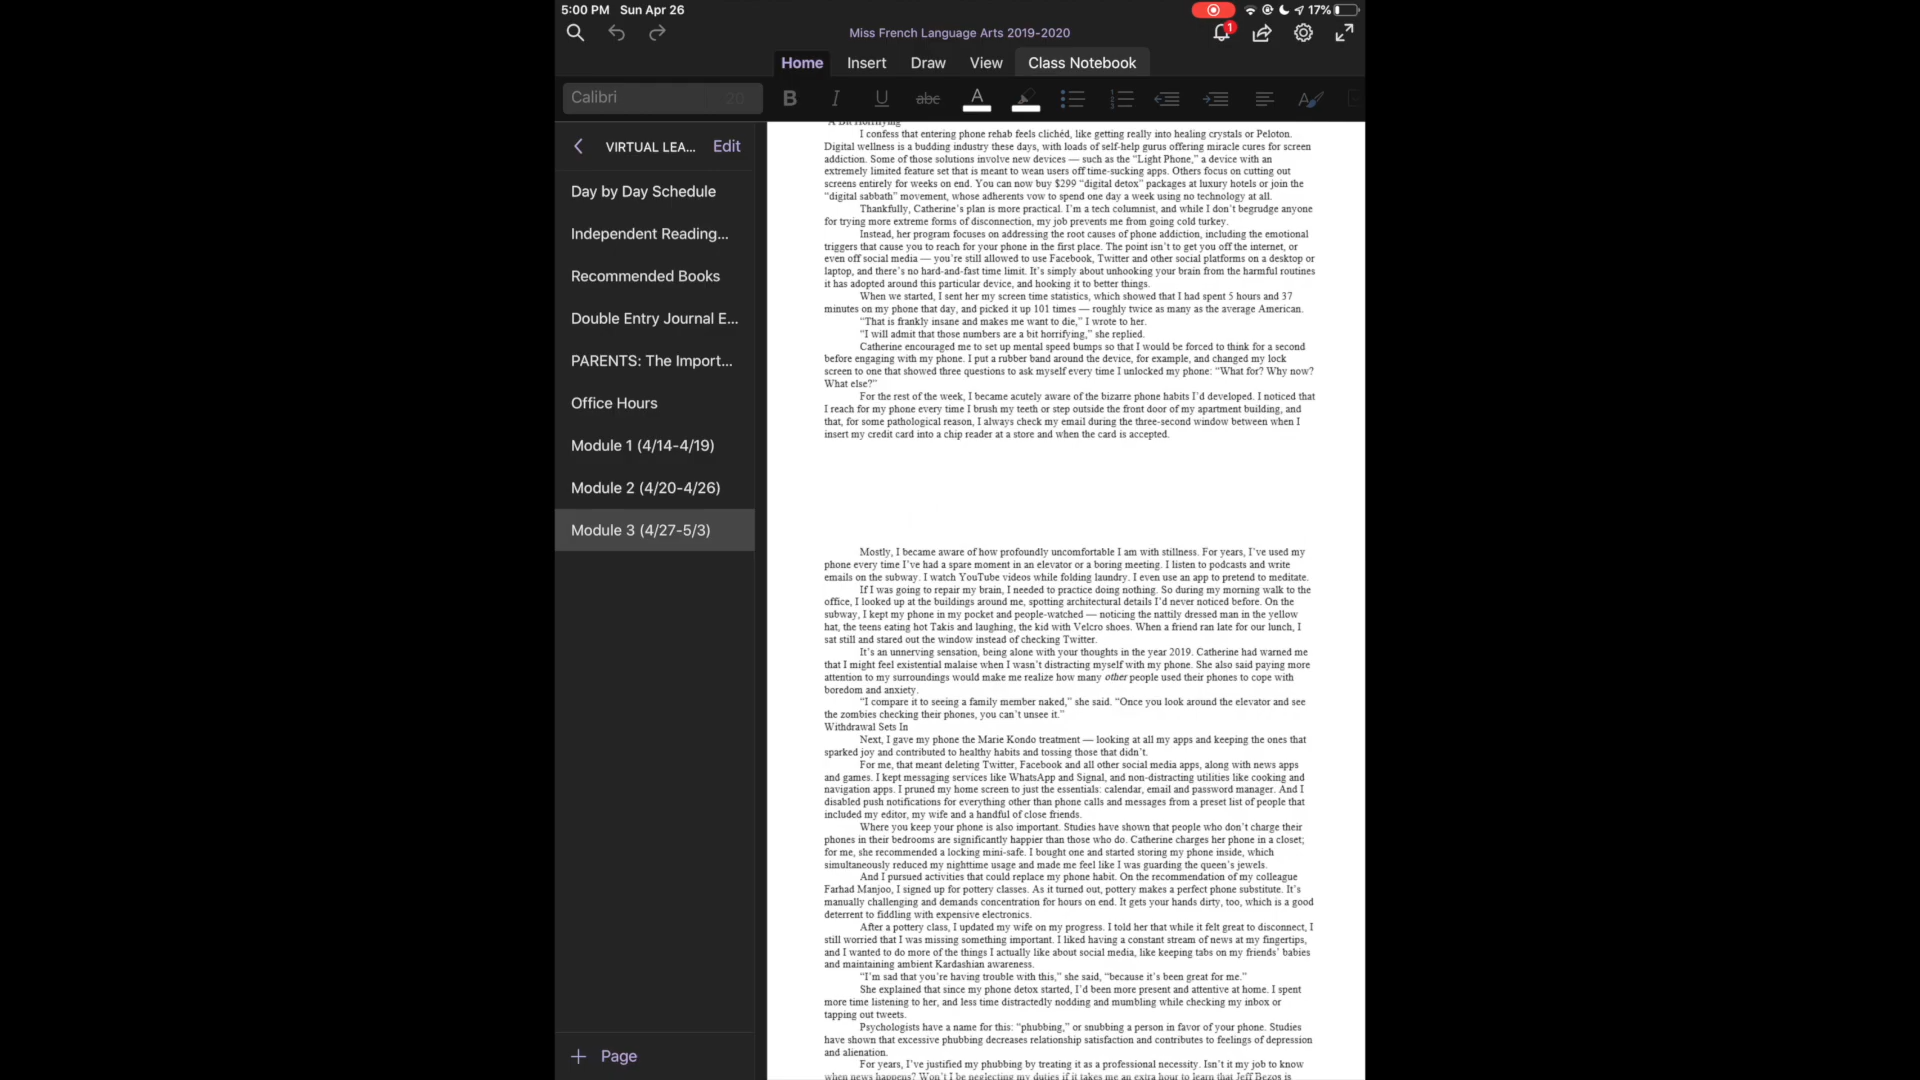 5:00 PM Sun Apr 26
17%
Miss French Language Arts 2019-2020
1
Home Insert Draw View Class Notebook
Calibri 20
B I U abc A
VIRTUAL LEA... Edit
Day by Day Schedule
Independent Reading...
Recommended Books
Double Entry Journal E...
PARENTS: The Import...
Office Hours
Module 1 (4/14-4/19)
Module 2 (4/20-4/26)
Module 3 (4/27-5/3)
Page
A Bit Horrifying
I confess that entering phone rehab feels clichéd, like getting really into healing crystals or Peloton.
Digital wellness is a budding industry these days, with loads of self-help gurus offering miracle cures for screen
addiction. Some of those solutions involve new devices — such as the “Light Phone,” a device with an
extremely limited feature set that is meant to wean users off time-sucking apps. Others focus on cutting out
screens entirely for weeks on end. You can now buy $299 “digital detox” packages at luxury hotels or join the
“digital sabbath” movement, whose adherents vow to spend one day a week using no technology at all.
Thankfully, Catherine’s plan is more practical. I’m a tech columnist, and while I don’t begrudge anyone
for trying more extreme forms of disconnection, my job prevents me from going cold turkey.
Instead, her program focuses on addressing the root causes of phone addiction, including the emotional
triggers that cause you to reach for your phone in the first place. The point isn’t to get you off the internet, or
even off social media — you’re still allowed to use Facebook, Twitter and other social platforms on a desktop or
laptop, and there’s no hard-and-fast time limit. It’s simply about unhooking your brain from the harmful routines
it has adopted around this particular device, and hooking it to better things.
When we started, I sent her my screen time statistics, which showed that I had spent 5 hours and 37
minutes on my phone that day, and picked it up 101 times — roughly twice as many as the average American.
“That is frankly insane and makes me want to die,” I wrote to her.
“I will admit that those numbers are a bit horrifying,” she replied.
Catherine encouraged me to set up mental speed bumps so that I would be forced to think for a second
before engaging with my phone. I put a rubber band around the device, for example, and changed my lock
screen to one that showed three questions to ask myself every time I unlocked my phone: “What for? Why now?
What else?”
For the rest of the week, I became acutely aware of the bizarre phone habits I’d developed. I noticed that
I reach for my phone every time I brush my teeth or step outside the front door of my apartment building, and
that, for some pathological reason, I always check my email during the three-second window between when I
insert my credit card into a chip reader at a store and when the card is accepted.
Mostly, I became aware of how profoundly uncomfortable I am with stillness. For years, I’ve used my
phone every time I’ve had a spare moment in an elevator or a boring meeting. I listen to podcasts and write
emails on the subway. I watch YouTube videos while folding laundry. I even use an app to pretend to meditate.
If I was going to repair my brain, I needed to practice doing nothing. So during my morning walk to the
office, I looked up at the buildings around me, spotting architectural details I’d never noticed before. On the
subway, I kept my phone in my pocket and people-watched — noticing the nattily dressed man in the yellow
hat, the teens eating hot Takis and laughing, the kid with Velcro shoes. When a friend ran late for our lunch, I
sat still and stared out the window instead of checking Twitter.
It’s an unnerving sensation, being alone with your thoughts in the year 2019. Catherine had warned me
that I might feel existential malaise when I wasn’t distracting myself with my phone. She also said paying more
attention to my surroundings would make me realize how many other people used their phones to cope with
boredom and anxiety.
“I compare it to seeing a family member naked,” she said. “Once you look around the elevator and see
the zombies checking their phones, you can’t unsee it.”
Withdrawal Sets In
Next, I gave my phone the Marie Kondo treatment — looking at all my apps and keeping the ones that
sparked joy and contributed to healthy habits and tossing those that didn’t.
For me, that meant deleting Twitter, Facebook and all other social media apps, along with news apps
and games. I kept messaging services like WhatsApp and Signal, and non-distracting utilities like cooking and
navigation apps. I pruned my home screen to just the essentials: calendar, email and password manager. And I
disabled push notifications for everything other than phone calls and messages from a preset list of people that
included my editor, my wife and a handful of close friends.
Where you keep your phone is also important. Studies have shown that people who don’t charge their
phones in their bedrooms are significantly happier than those who do. Catherine charges her phone in a closet;
for me, she recommended a locking mini-safe. I bought one and started storing my phone inside, which
simultaneously reduced my nighttime usage and made me feel like I was guarding the queen’s jewels.
And I pursued activities that could replace my phone habit. On the recommendation of my colleague
Farhad Manjoo, I signed up for pottery classes. As it turned out, pottery makes a perfect phone substitute. It’s
manually challenging and demands concentration for hours on end. It gets your hands dirty, too, which is a good
deterrent to fiddling with expensive electronics.
After a pottery class, I updated my wife on my progress. I told her that while it felt great to disconnect, I
still worried that I was missing something important. I liked having a constant stream of news at my fingertips,
and I wanted to do more of the things I actually like about social media, like keeping tabs on my friends’ babies
and maintaining ambient Kardashian awareness.
“I’m sad that you’re having trouble with this,” she said, “because it’s been great for me.”
She explained that since my phone detox started, I’d been more present and attentive at home. I spent
more time listening to her, and less time distractedly nodding and mumbling while checking my inbox or
tapping out tweets.
Psychologists have a name for this: “phubbing,” or snubbing a person in favor of your phone. Studies
have shown that excessive phubbing decreases relationship satisfaction and contributes to feelings of depression
and alienation.
For years, I’ve justified my phubbing by treating it as a professional necessity. Isn’t it my job to know
when news happens? Won’t I be neglecting my duties if it takes me an extra hour to learn that Jeff Bezos is